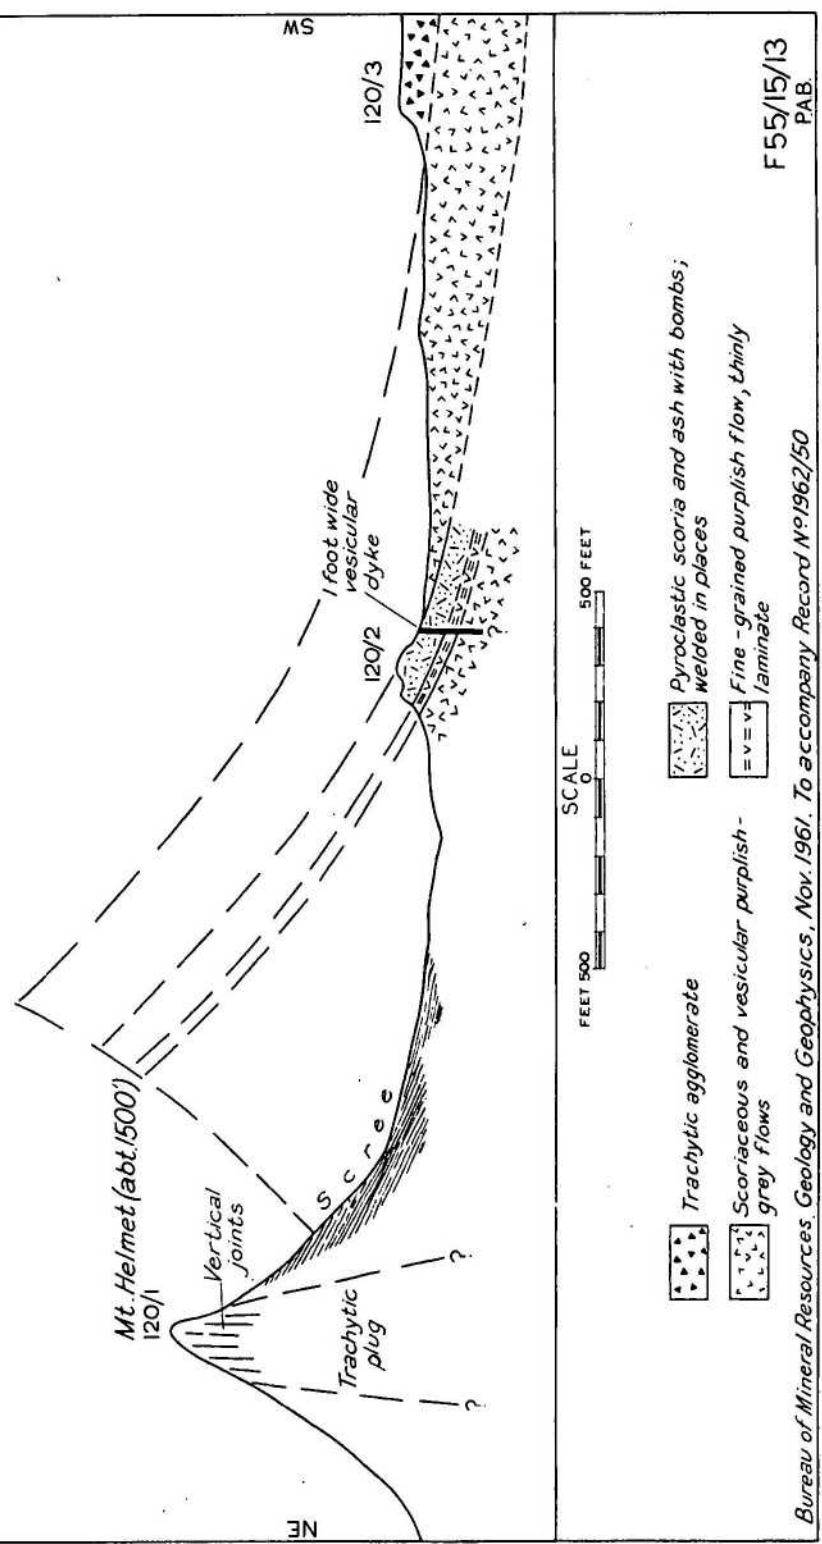 NE
SW
Mt. Helmet (abt.1500')
120/1
Vertical
joints
Trachytic
plug
?
?
Scree
120/2
1 foot wide
vesicular
dyke
?
120/3
SCALE
FEET 500 0 500 FEET
Trachytic agglomerate
Scoriaceous and vesicular purplish-
grey flows
Pyroclastic scoria and ash with bombs;
welded in places
Fine-grained purplish flow, thinly
laminate
F55/15/13
P.A.B.
Bureau of Mineral Resources, Geology and Geophysics, Nov. 1961. To accompany Record Nº 1962/50